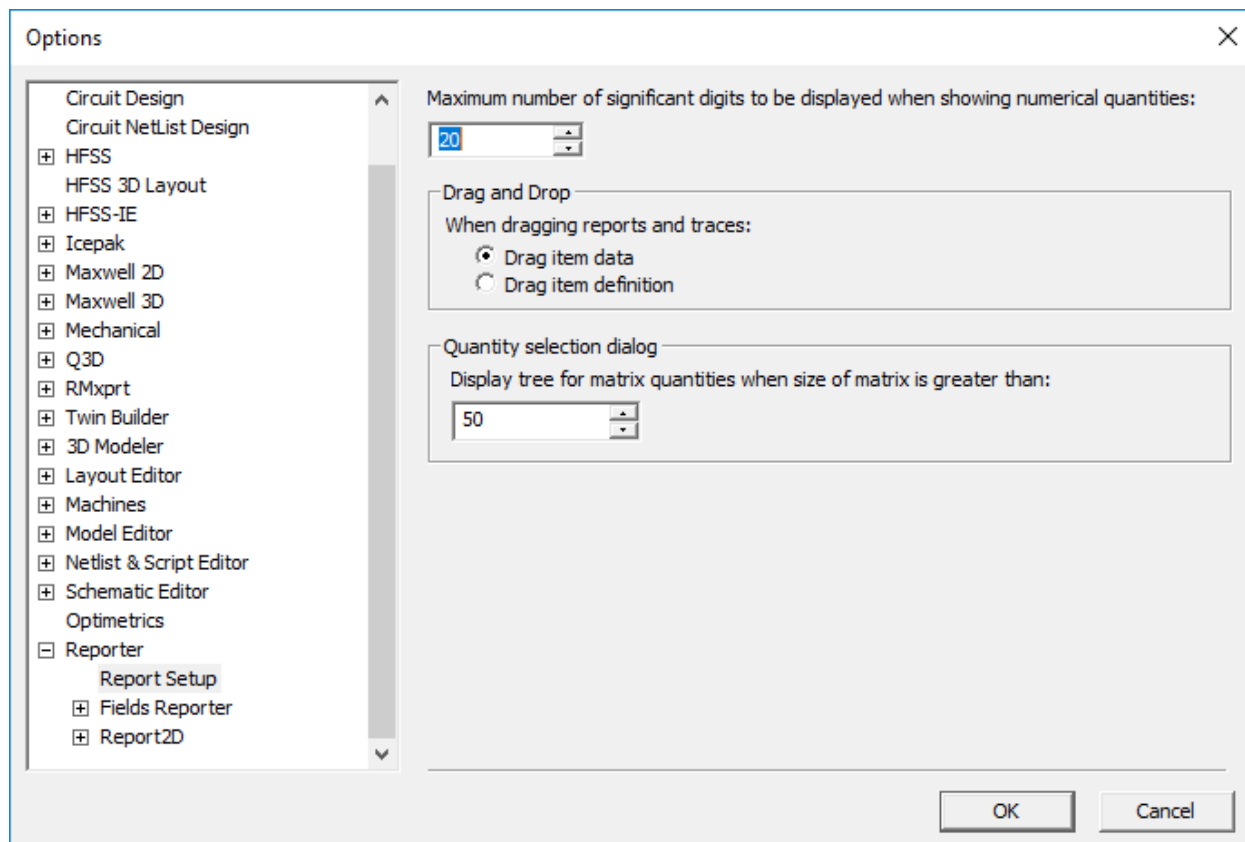 Options
Circuit Design
Circuit NetList Design
HFSS
HFSS 3D Layout
HFSS-IE
Icepak
Maxwell 2D
Maxwell 3D
Mechanical
Q3D
RMxprt
Twin Builder
3D Modeler
Layout Editor
Machines
Model Editor
Netlist & Script Editor
Schematic Editor
Optimetrics
Reporter
Report Setup
Fields Reporter
Report2D
Maximum number of significant digits to be displayed when showing numerical quantities:
20
Drag and Drop
When dragging reports and traces:
Drag item data
Drag item definition
Quantity selection dialog
Display tree for matrix quantities when size of matrix is greater than:
50
OK
Cancel